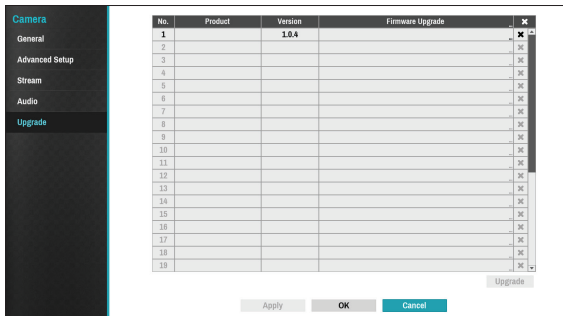 Camera
General
Advanced Setup
Stream
Audio
Upgrade
No. Product Version Firmware Upgrade ... ✖
1 1.0.4 ... ✖
2 ... ✖
3 ... ✖
4 ... ✖
5 ... ✖
6 ... ✖
7 ... ✖
8 ... ✖
9 ... ✖
10 ... ✖
11 ... ✖
12 ... ✖
13 ... ✖
14 ... ✖
15 ... ✖
16 ... ✖
17 ... ✖
18 ... ✖
19 ... ✖
Upgrade
Apply OK Cancel